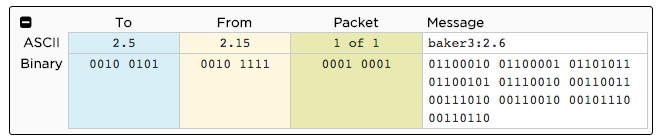 To From Packet Message
ASCII 2.5 2.15 1 of 1 baker3:2.6
Binary 0010 0101 0010 1111 0001 0001 01100010 01100001 01101011
01100101 01110010 00110011
00111010 00110010 00101110
00110110